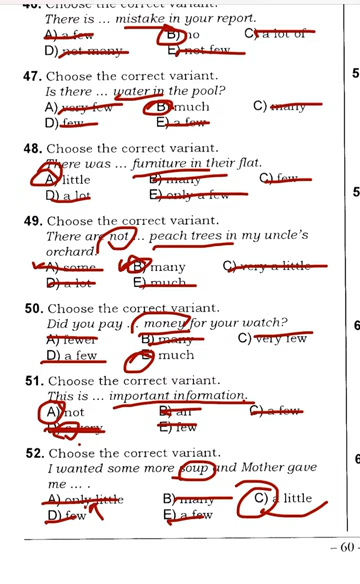 46. Choose the correct variant.
There is ... mistake in your report.
A) a few B) no C) a lot of
D) not many E) not few
47. Choose the correct variant.
Is there ... water in the pool?
A) very few B) much C) many
D) few E) a few
48. Choose the correct variant.
There was ... furniture in their flat.
A) little B) many C) few
D) a lot E) only a few
49. Choose the correct variant.
There are not ... peach trees in my uncle's
orchard.
A) some B) many C) very a little
D) a lot E) much
50. Choose the correct variant.
Did you pay ... money for your watch?
A) fewer B) many C) very few
D) a few E) much
51. Choose the correct variant.
This is ... important information.
A) not B) an C) a few
very E) few
52. Choose the correct variant.
I wanted some more soup and Mother gave
me ... .
A) only little B) many C) a little
D) few E) a few
- 60 -
5
5
6
6